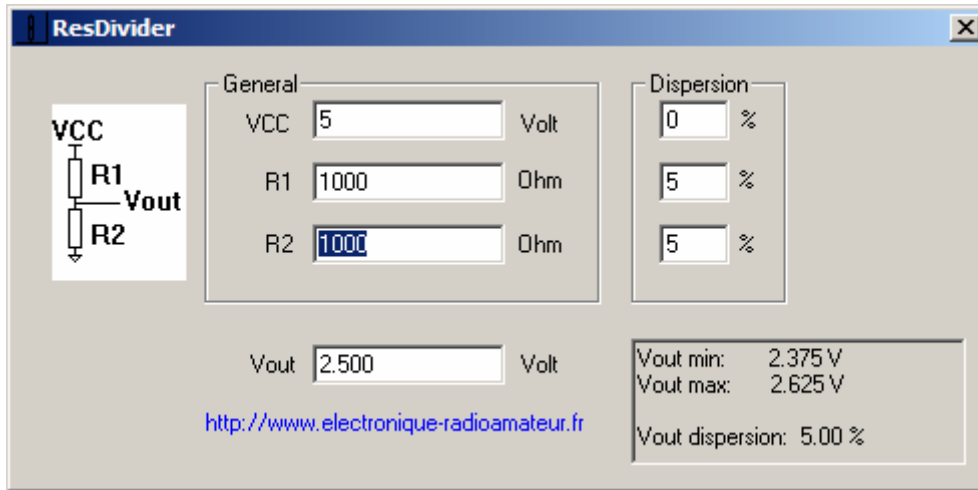 ResDivider
VCC
R1
Vout
R2
General
VCC 5 Volt
R1 1000 Ohm
R2 1000 Ohm
Dispersion
0 %
5 %
5 %
Vout 2.500 Volt
http://www.electronique-radioamateur.fr
Vout min: 2.375 V
Vout max: 2.625 V
Vout dispersion: 5.00 %